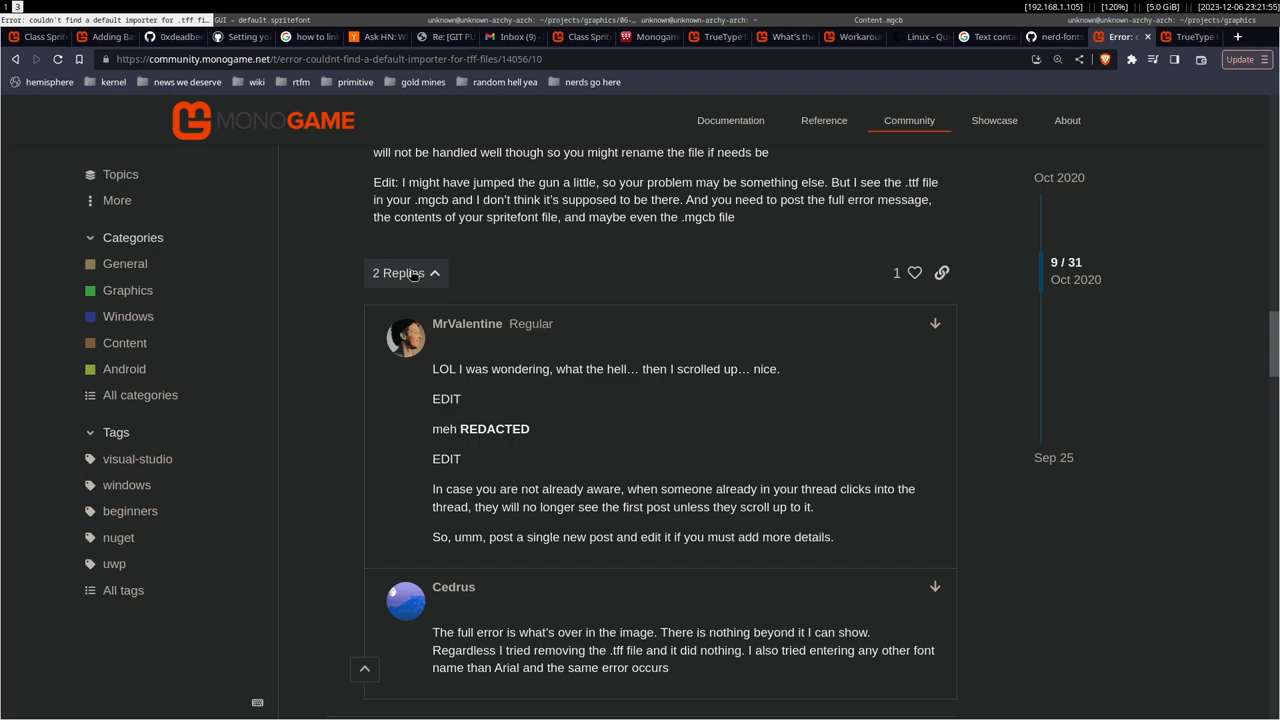 1 3
[192.168.1.105] [120%] [5.0 GiB] [2023-12-06 23:21:55
Error: couldn't find a default importer for .tff fi… GUI - default.spritefont unknown@unknown-archy-arch: ~/projects/graphics/06-… unknown@unknown-archy-arch: ~ Content.mgcb unknown@unknown-archy-arch: ~/projects/graphics
Class Sprit Adding Bas 0xdeadbee Setting yo how to link Ask HN: W Re: [GIT PU Inbox (9) - Class Sprit Monogam TrueType F What's the Workarou Linux - Qu Text conta nerd-fonts Error: c TrueType F
https://community.monogame.net/t/error-couldnt-find-a-default-importer-for-tff-files/14056/10 Update
hemisphere kernel news we deserve wiki rtfm primitive gold mines random hell yea nerds go here
MONOGAME
Documentation Reference Community Showcase About
Topics
More
Categories
General
Graphics
Windows
Content
Android
All categories
Tags
visual-studio
windows
beginners
nuget
uwp
All tags
will not be handled well though so you might rename the file if needs be
Edit: I might have jumped the gun a little, so your problem may be something else. But I see the .ttf file
in your .mgcb and I don't think it's supposed to be there. And you need to post the full error message,
the contents of your spritefont file, and maybe even the .mgcb file
2 Replies
1
MrValentine Regular
LOL I was wondering, what the hell… then I scrolled up… nice.
EDIT
meh REDACTED
EDIT
In case you are not already aware, when someone already in your thread clicks into the
thread, they will no longer see the first post unless they scroll up to it.
So, umm, post a single new post and edit it if you must add more details.
Cedrus
The full error is what's over in the image. There is nothing beyond it I can show.
Regardless I tried removing the .tff file and it did nothing. I also tried entering any other font
name than Arial and the same error occurs
Oct 2020
9 / 31
Oct 2020
Sep 25